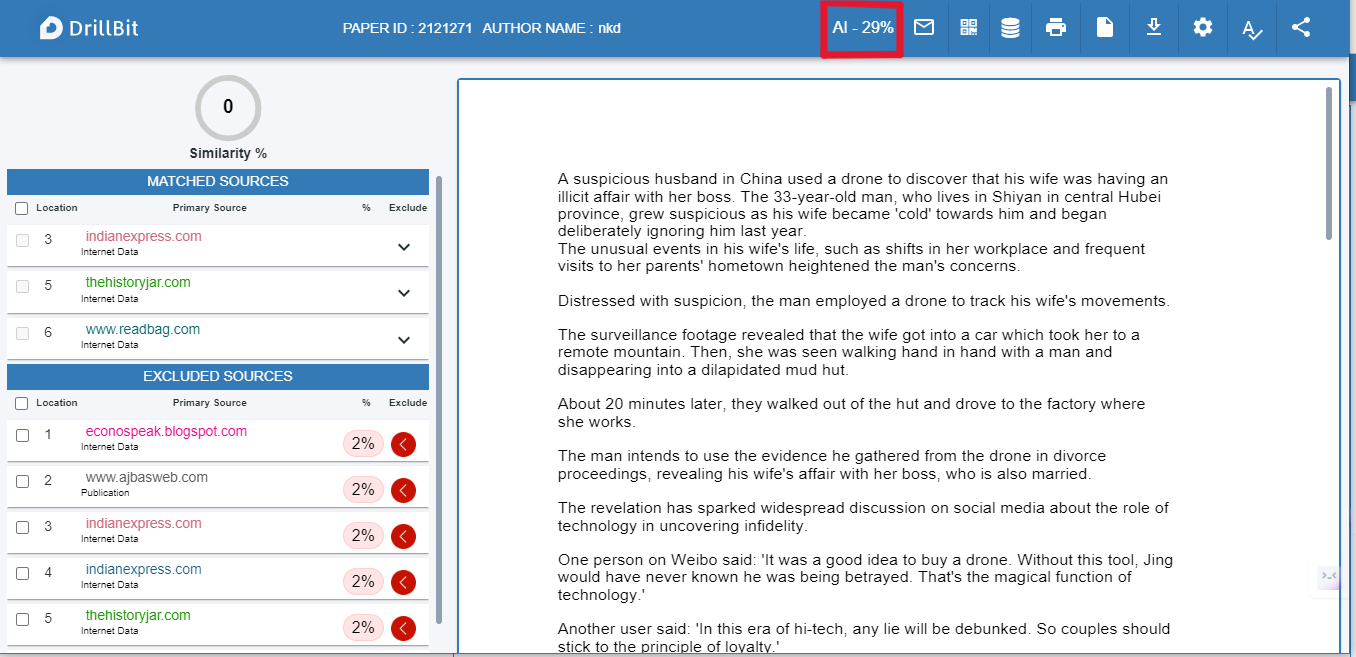 DrillBit
PAPER ID : 2121271 AUTHOR NAME : nkd
AI - 29%
0
Similarity %
MATCHED SOURCES
Location Primary Source % Exclude
3 indianexpress.com
Internet Data
5 thehistoryjar.com
Internet Data
6 www.readbag.com
Internet Data
EXCLUDED SOURCES
Location Primary Source % Exclude
1 econospeak.blogspot.com 2%
Internet Data
2 www.ajbasweb.com 2%
Publication
3 indianexpress.com 2%
Internet Data
4 indianexpress.com 2%
Internet Data
5 thehistoryjar.com 2%
Internet Data
A suspicious husband in China used a drone to discover that his wife was having an
illicit affair with her boss. The 33-year-old man, who lives in Shiyan in central Hubei
province, grew suspicious as his wife became 'cold' towards him and began
deliberately ignoring him last year.
The unusual events in his wife's life, such as shifts in her workplace and frequent
visits to her parents' hometown heightened the man's concerns.
Distressed with suspicion, the man employed a drone to track his wife's movements.
The surveillance footage revealed that the wife got into a car which took her to a
remote mountain. Then, she was seen walking hand in hand with a man and
disappearing into a dilapidated mud hut.
About 20 minutes later, they walked out of the hut and drove to the factory where
she works.
The man intends to use the evidence he gathered from the drone in divorce
proceedings, revealing his wife's affair with her boss, who is also married.
The revelation has sparked widespread discussion on social media about the role of
technology in uncovering infidelity.
One person on Weibo said: 'It was a good idea to buy a drone. Without this tool, Jing
would have never known he was being betrayed. That's the magical function of
technology.'
Another user said: 'In this era of hi-tech, any lie will be debunked. So couples should
stick to the principle of loyalty.'